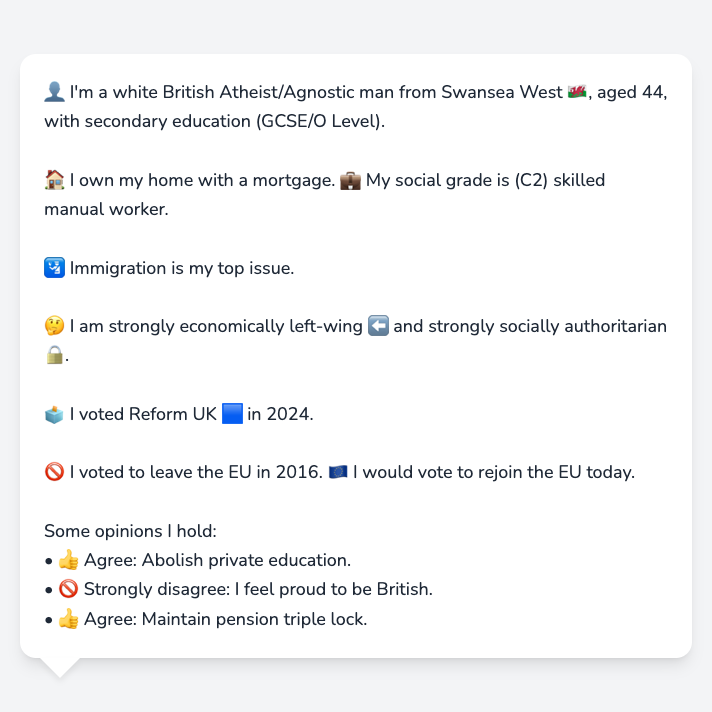 👤 I'm a white British Atheist/Agnostic man from Swansea West 🏴󠁧󠁢󠁷󠁬󠁳󠁿, aged 44,
with secondary education (GCSE/O Level).
🏠 I own my home with a mortgage. 💼 My social grade is (C2) skilled
manual worker.
🛂 Immigration is my top issue.
🤔 I am strongly economically left-wing ⬅️ and strongly socially authoritarian
🔒.
🗳️ I voted Reform UK 🟦 in 2024.
🚫 I voted to leave the EU in 2016. 🇪🇺 I would vote to rejoin the EU today.
Some opinions I hold:
• 👍 Agree: Abolish private education.
• 🚫 Strongly disagree: I feel proud to be British.
• 👍 Agree: Maintain pension triple lock.